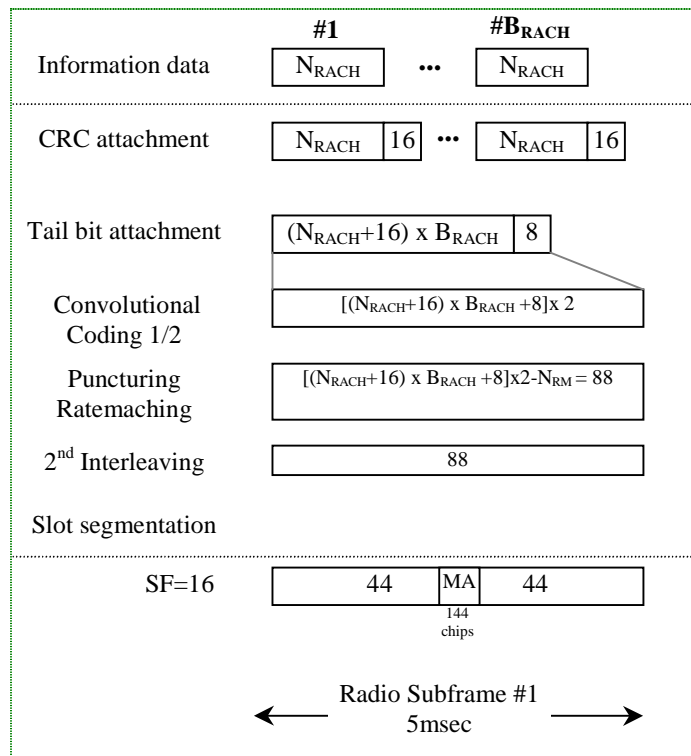 #1 #B_RACH
Information data N_RACH ••• N_RACH
CRC attachment N_RACH 16 ••• N_RACH 16
Tail bit attachment (N_RACH+16) x B_RACH 8
Convolutional
Coding 1/2
[(N_RACH+16) x B_RACH +8]x 2
Puncturing
Ratemaching
[(N_RACH+16) x B_RACH +8]x2-N_RM = 88
2nd Interleaving 88
Slot segmentation
SF=16 44 MA 44
144
chips
Radio Subframe #1
5msec